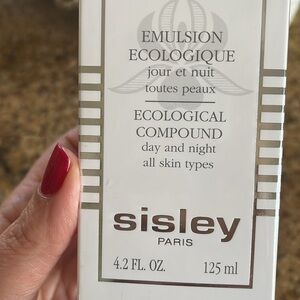 EMULSION
ECOLOGIQUE
jour et nuit
toutes peaux
ECOLOGICAL
COMPOUND
day and night
all skin types
sisley
PARIS
4.2 FL. OZ. 125 ml